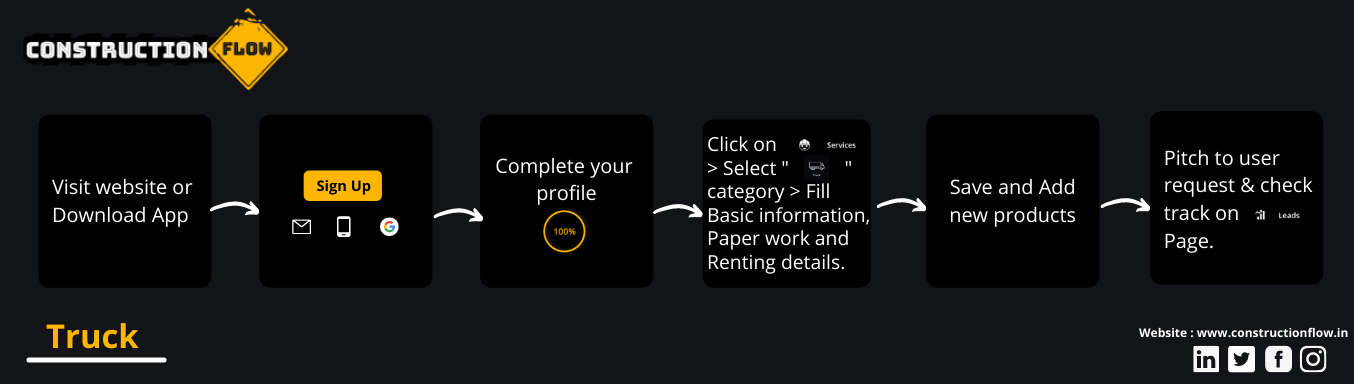 CONSTRUCTION FLOW
Visit website or
Download App
Sign Up
Complete your
profile
100%
Click on Services
> Select " Truck "
category > Fill
Basic information,
Paper work and
Renting details.
Save and Add
new products
Pitch to user
request & check
track on Leads
Page.
Truck
Website : www.constructionflow.in